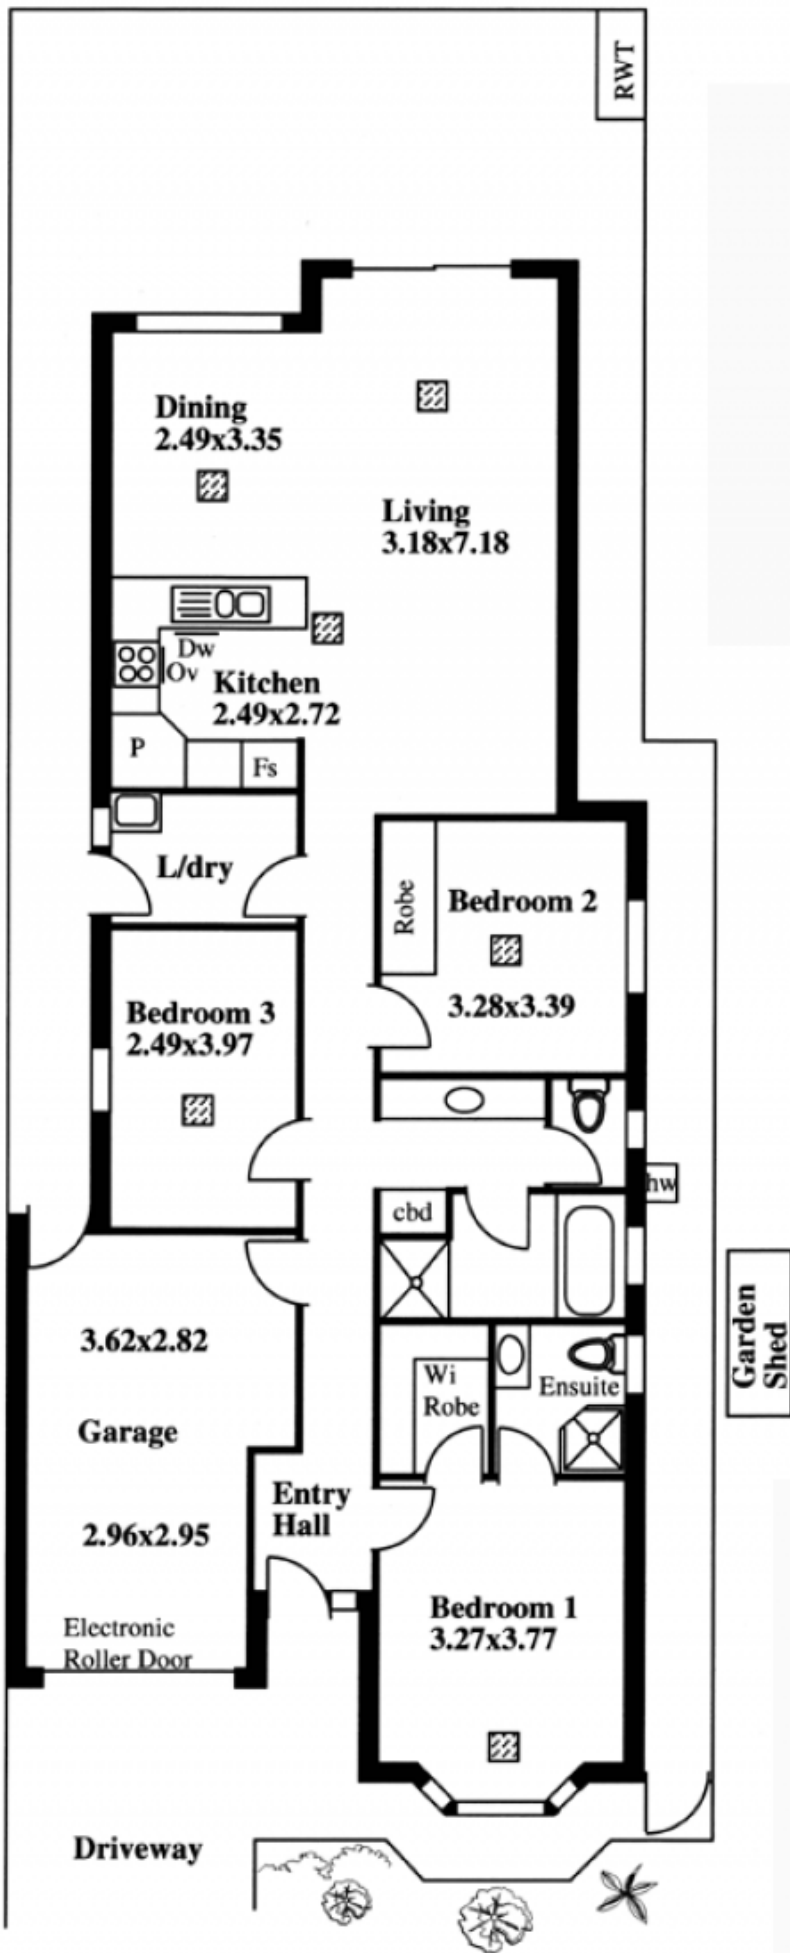 RWT
Dining
2.49x3.35
Living
3.18x7.18
Dw
Ov
Kitchen
2.49x2.72
P
Fs
L/dry
Robe
Bedroom 2
3.28x3.39
Bedroom 3
2.49x3.97
hw
cbd
Garden
Shed
3.62x2.82
Wi
Robe
Ensuite
Garage
Entry
Hall
2.96x2.95
Bedroom 1
3.27x3.77
Electronic
Roller Door
Driveway